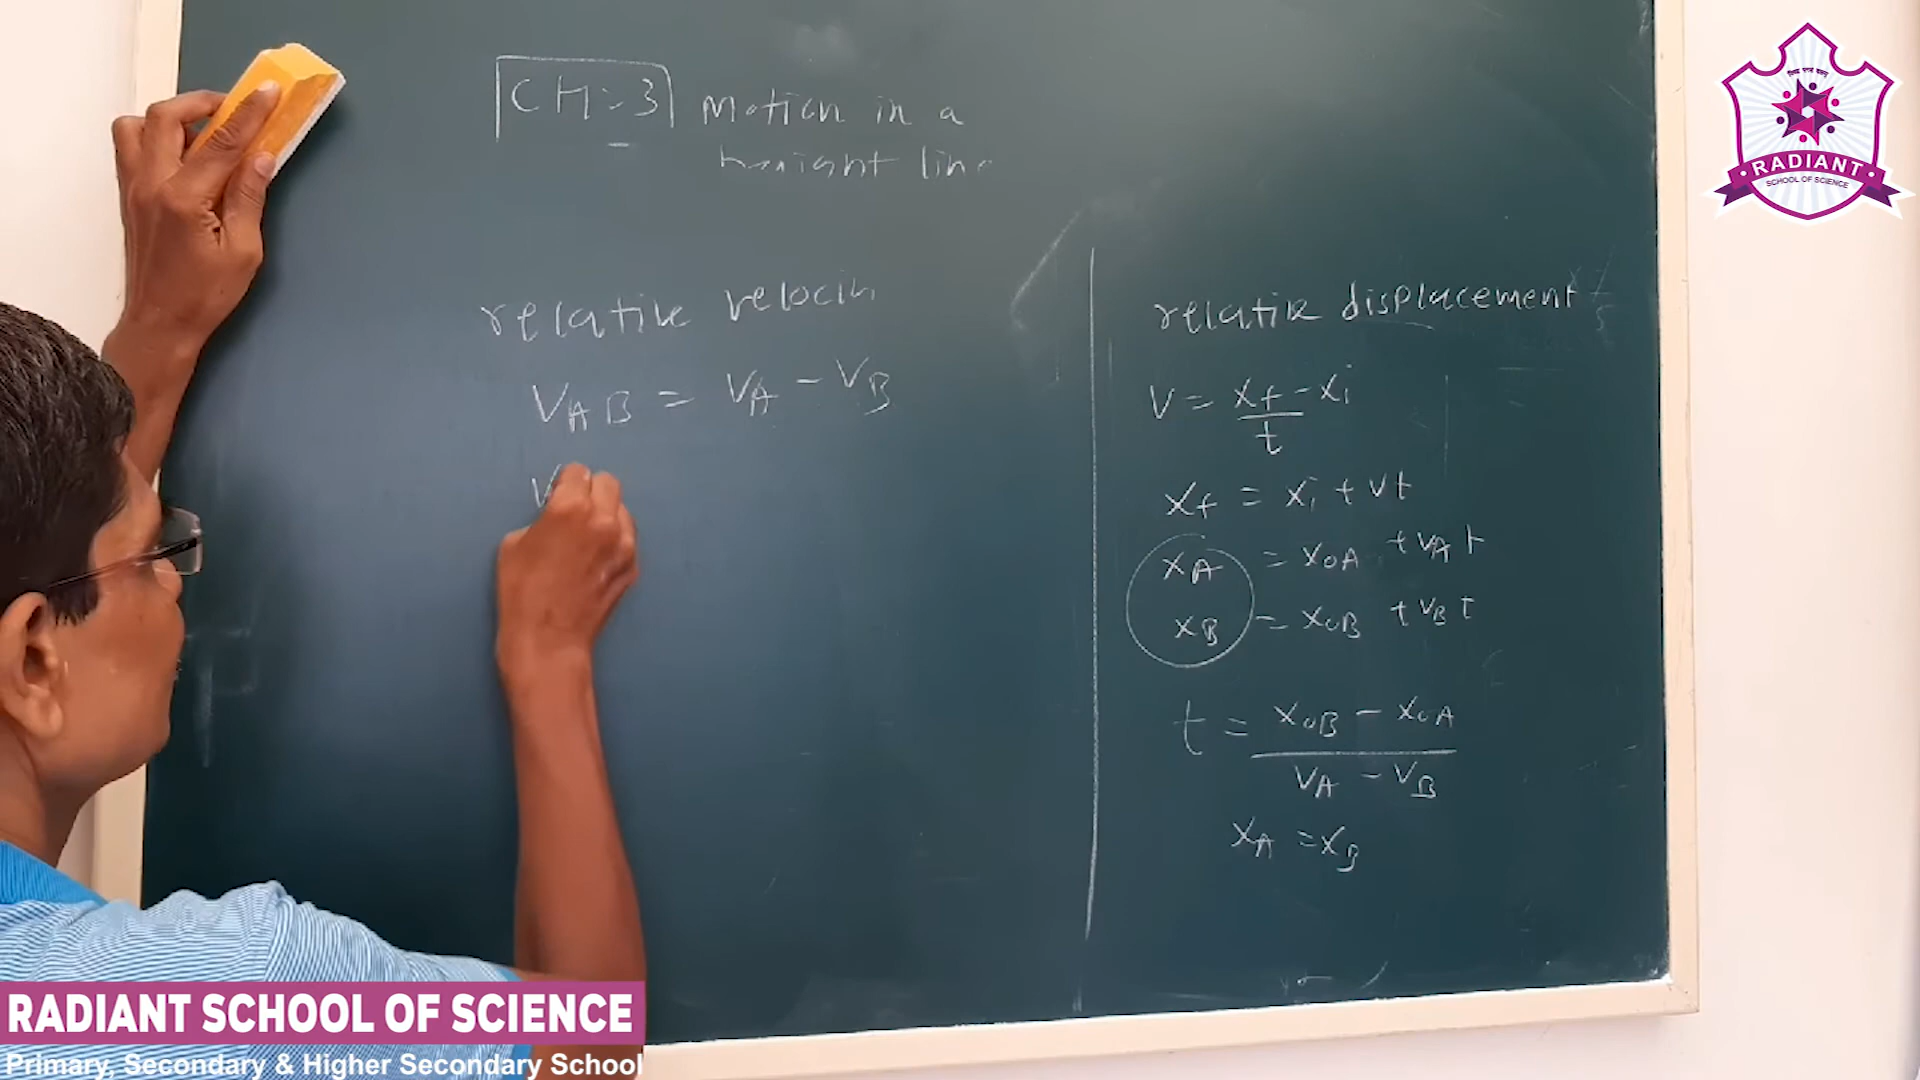 CH-3 Motion in a
straight line
relative velocity
VAB = VA - VB
V
relative displacement
V = xf - xi
t
xf = xi + vt
xA = x0A + vA t
xB = x0B + vB t
t = x0B - x0A
VA - VB
xA = xB
RADIANT
SCHOOL OF SCIENCE
RADIANT SCHOOL OF SCIENCE
Primary, Secondary & Higher Secondary School